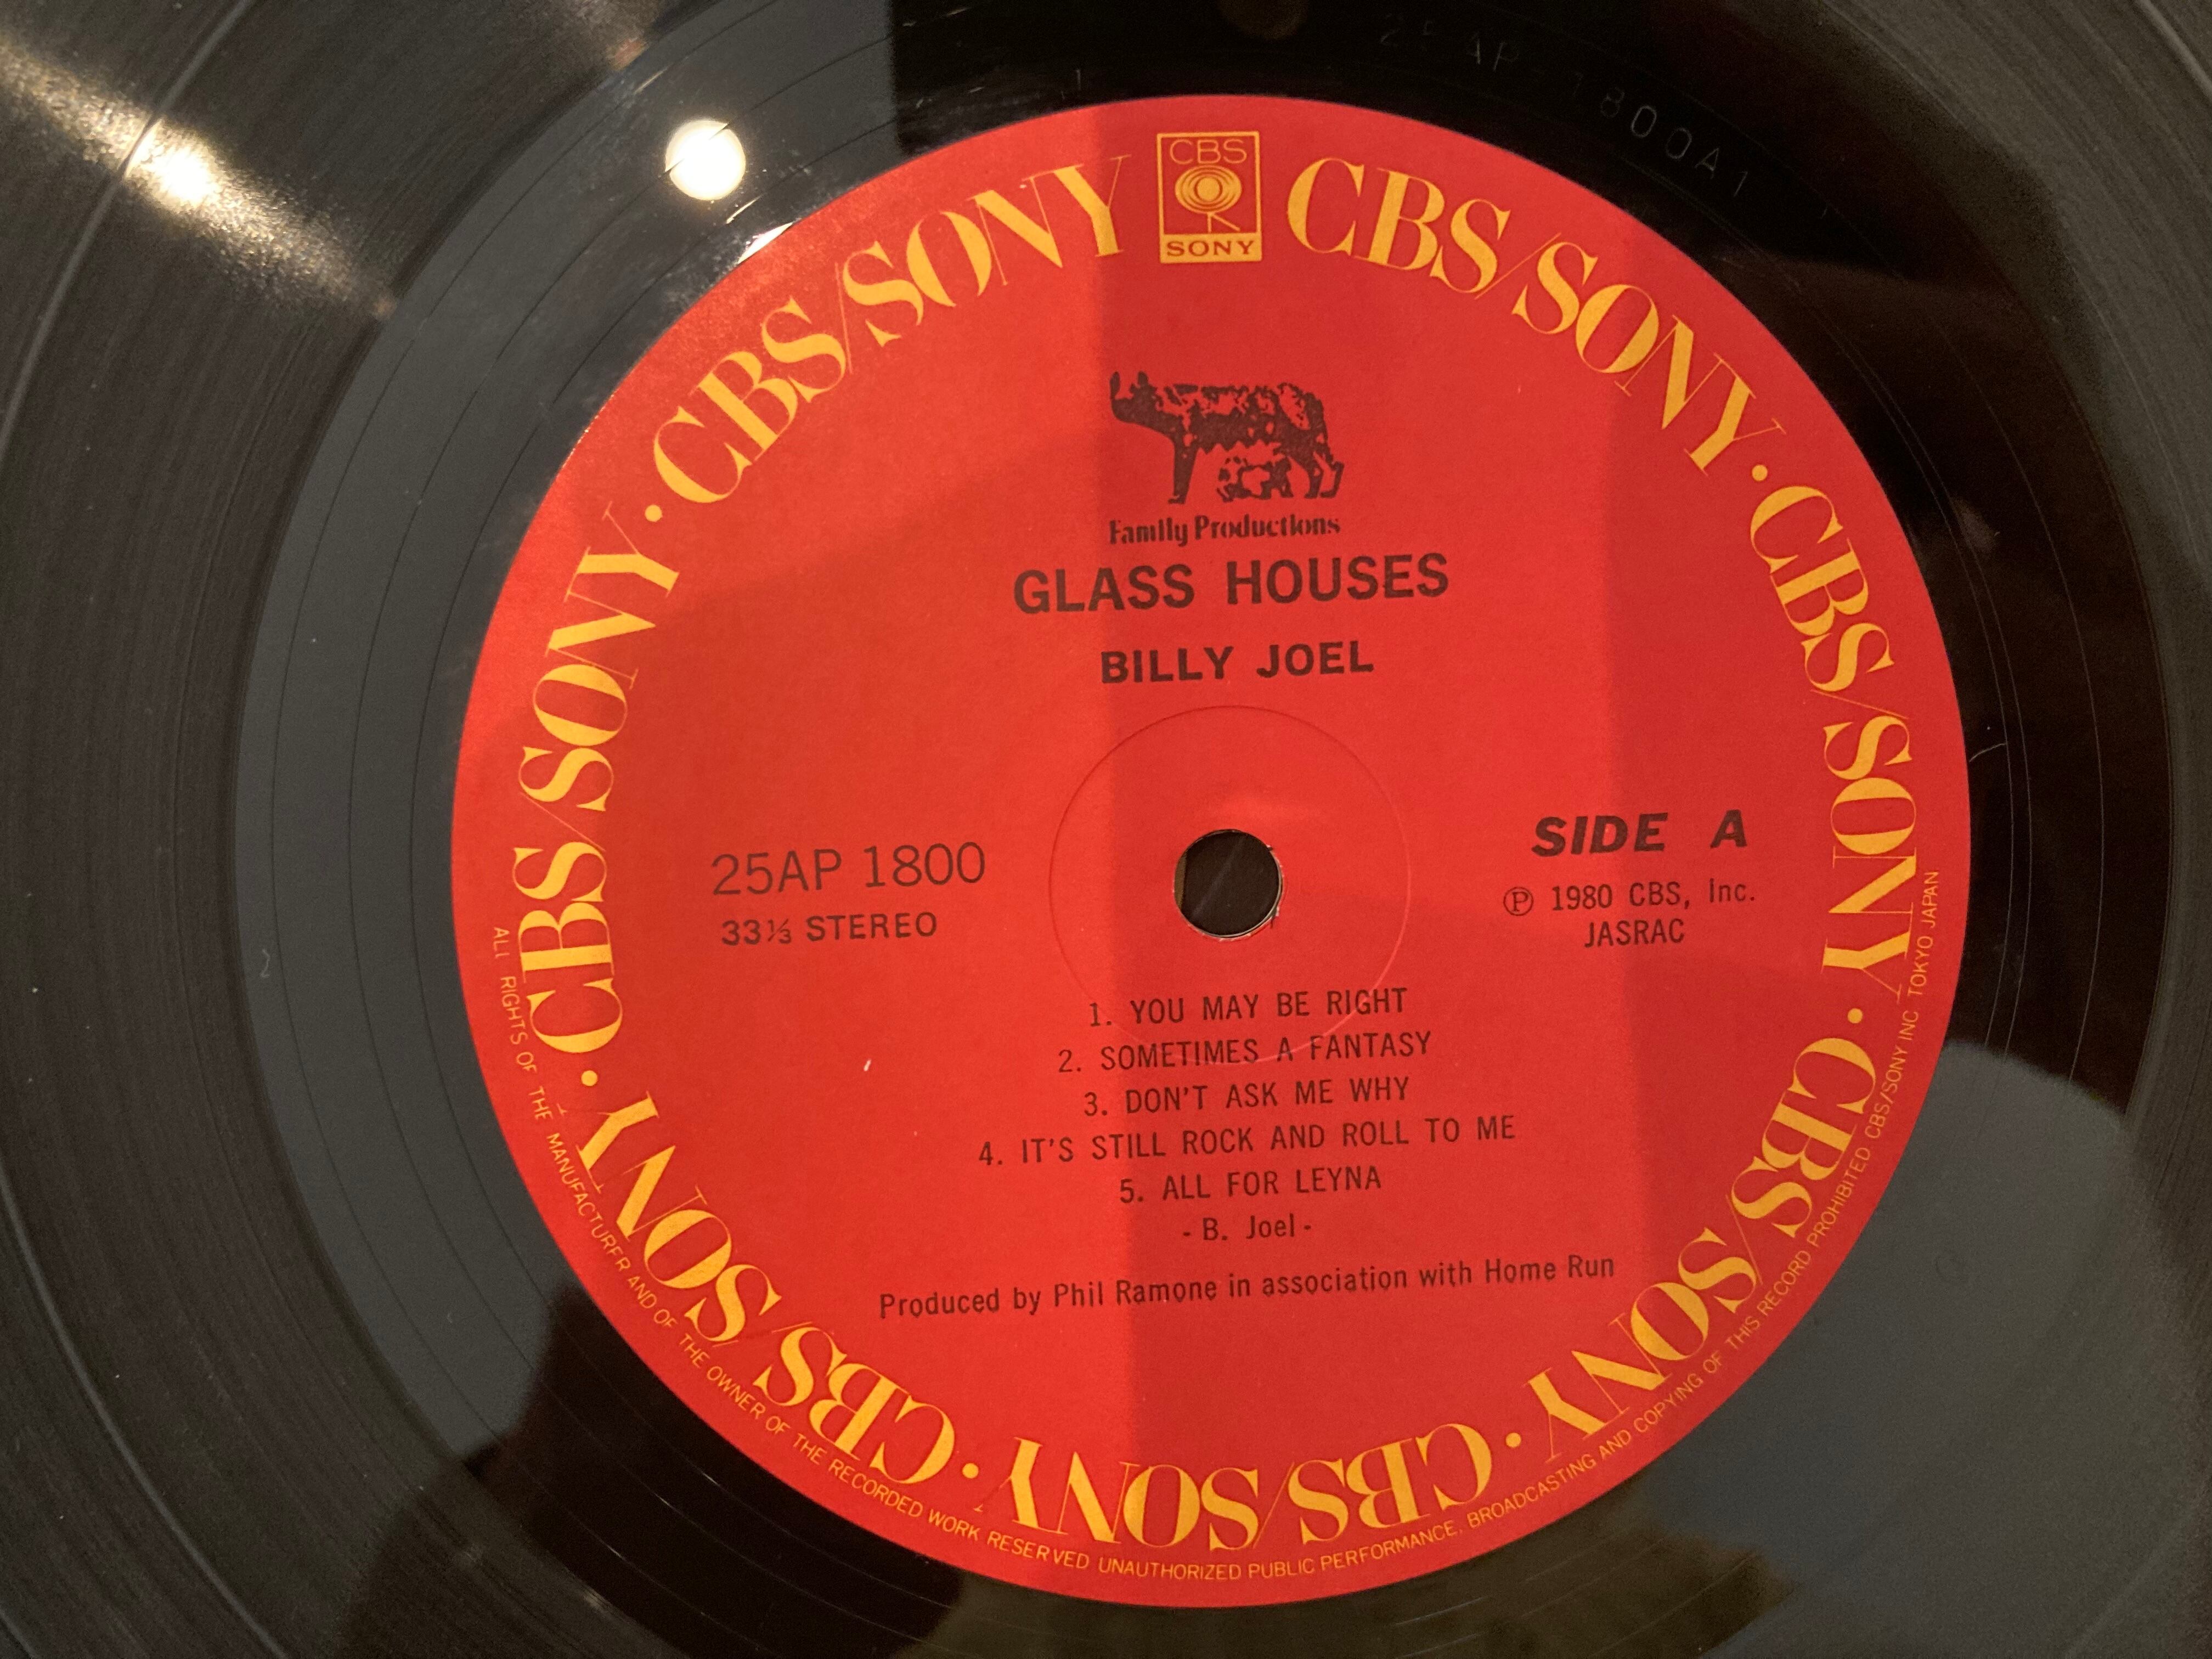 25AP-1800A1
CBS
SONY
CBS/SONY · CBS/SONY · CBS/SONY · CBS/SONY · CBS/SONY · CBS/SONY · CBS/SONY
Family Productions
GLASS HOUSES
BILLY JOEL
25AP 1800
33⅓ STEREO
SIDE A
Ⓟ 1980 CBS, Inc.
JASRAC
1. YOU MAY BE RIGHT
2. SOMETIMES A FANTASY
3. DON'T ASK ME WHY
4. IT'S STILL ROCK AND ROLL TO ME
5. ALL FOR LEYNA
- B. Joel -
Produced by Phil Ramone in association with Home Run
ALL RIGHTS OF THE MANUFACTURER AND OF THE OWNER OF THE RECORDED WORK RESERVED UNAUTHORIZED PUBLIC PERFORMANCE, BROADCASTING AND COPYING OF THIS RECORD PROHIBITED CBS/SONY INC TOKYO JAPAN